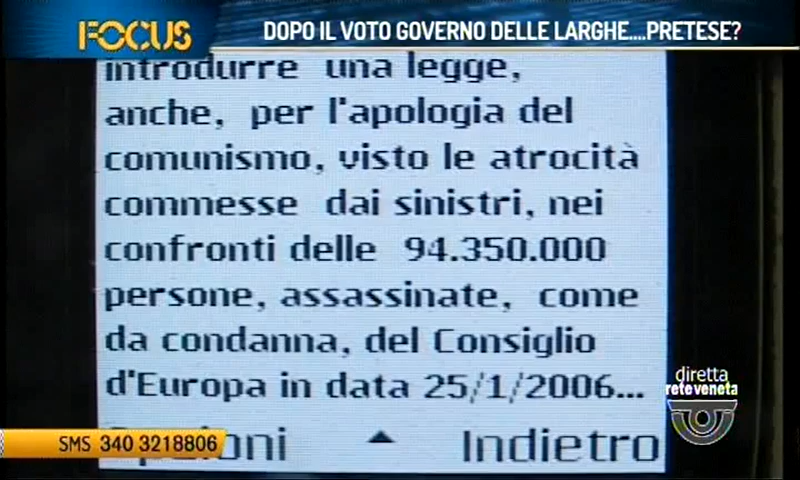 FOCUS
DOPO IL VOTO GOVERNO DELLE LARGHE....PRETESE?
introdurre una legge,
anche, per l'apologia del
comunismo, visto le atrocità
commesse dai sinistri, nei
confronti delle 94.350.000
persone, assassinate, come
da condanna, del Consiglio
d'Europa in data 25/1/2006...
diretta
reteveneta
SMS 340 3218806
Opzioni Indietro